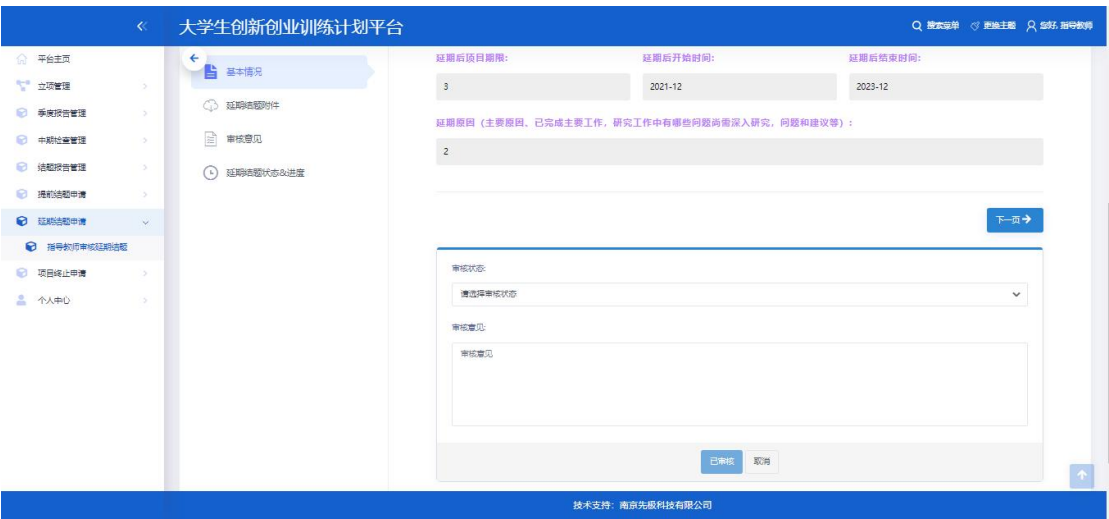 大学生创新创业训练计划平台
搜索菜单 更换主题 您好, 指导教师
平台主页
立项管理
季度报告管理
中期检查管理
结题报告管理
提前结题申请
延期结题申请
指导教师审核延期结题
项目终止申请
个人中心
基本情况
延期结题附件
审核意见
延期结题状态&进度
延期后项目期限: 延期后开始时间: 延期后结束时间:
3 2021-12 2023-12
延期原因（主要原因、已完成主要工作，研究工作中有哪些问题尚需深入研究，问题和建议等）:
2
下一页
审核状态:
请选择审核状态
审核意见:
审核意见
已审核 取消
技术支持：南京先极科技有限公司